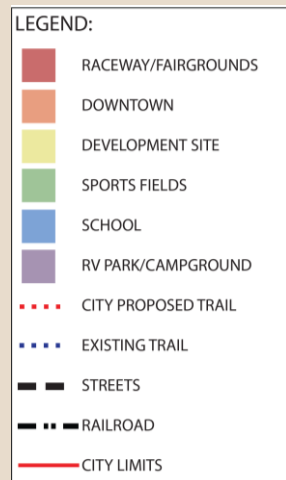 LEGEND:
RACEWAY/FAIRGROUNDS
DOWNTOWN
DEVELOPMENT SITE
SPORTS FIELDS
SCHOOL
RV PARK/CAMPGROUND
CITY PROPOSED TRAIL
EXISTING TRAIL
STREETS
RAILROAD
CITY LIMITS